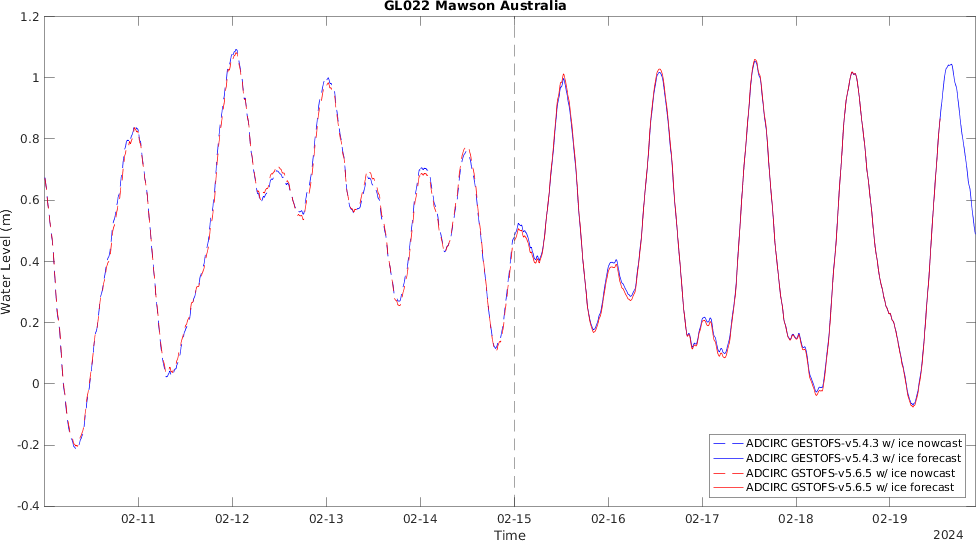 GL022 Mawson Australia
1.2
1
0.8
0.6
0.4
0.2
0
-0.2
-0.4
Water Level (m)
ADCIRC GESTOFS-v5.4.3 w/ ice nowcast
ADCIRC GESTOFS-v5.4.3 w/ ice forecast
ADCIRC GSTOFS-v5.6.5 w/ ice nowcast
ADCIRC GSTOFS-v5.6.5 w/ ice forecast
02-11 02-12 02-13 02-14 02-15 02-16 02-17 02-18 02-19
Time
2024